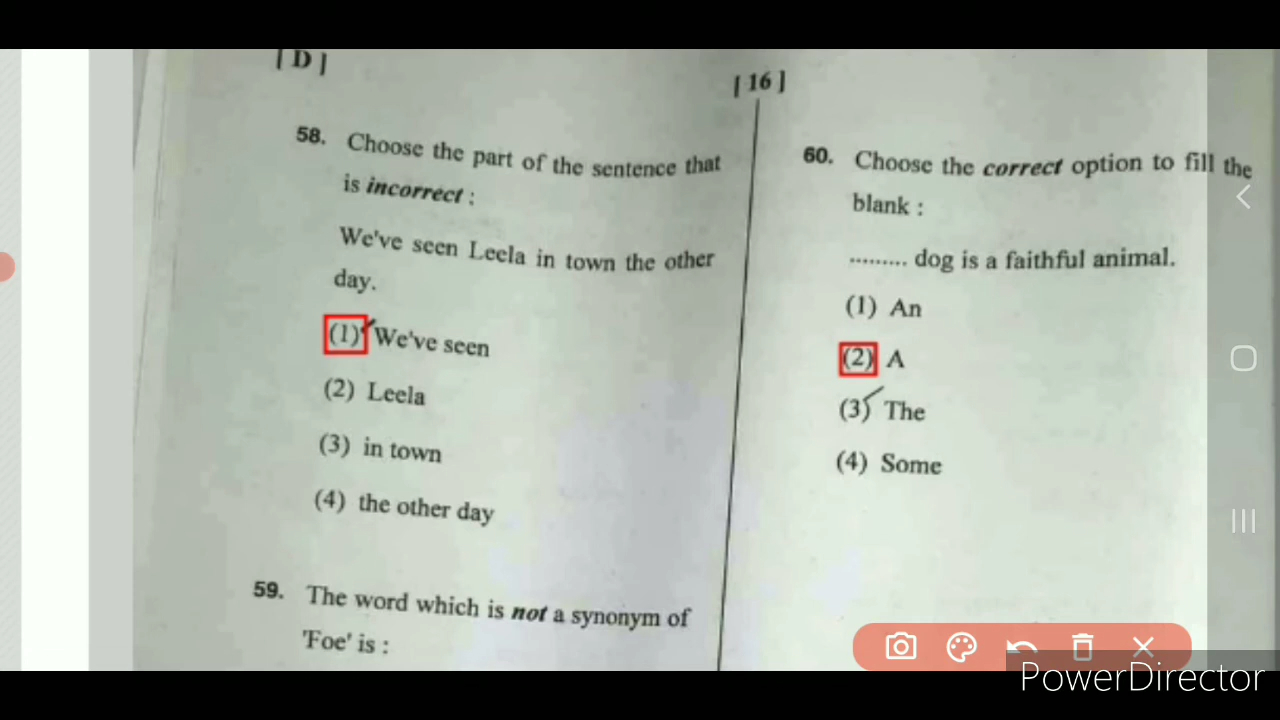 [ D ]
[ 16 ]
58. Choose the part of the sentence that
is incorrect :
We've seen Leela in town the other
day.
(1) We've seen
(2) Leela
(3) in town
(4) the other day
59. The word which is not a synonym of
'Foe' is :
60. Choose the correct option to fill the
blank :
......... dog is a faithful animal.
(1) An
(2) A
(3) The
(4) Some
PowerDirector